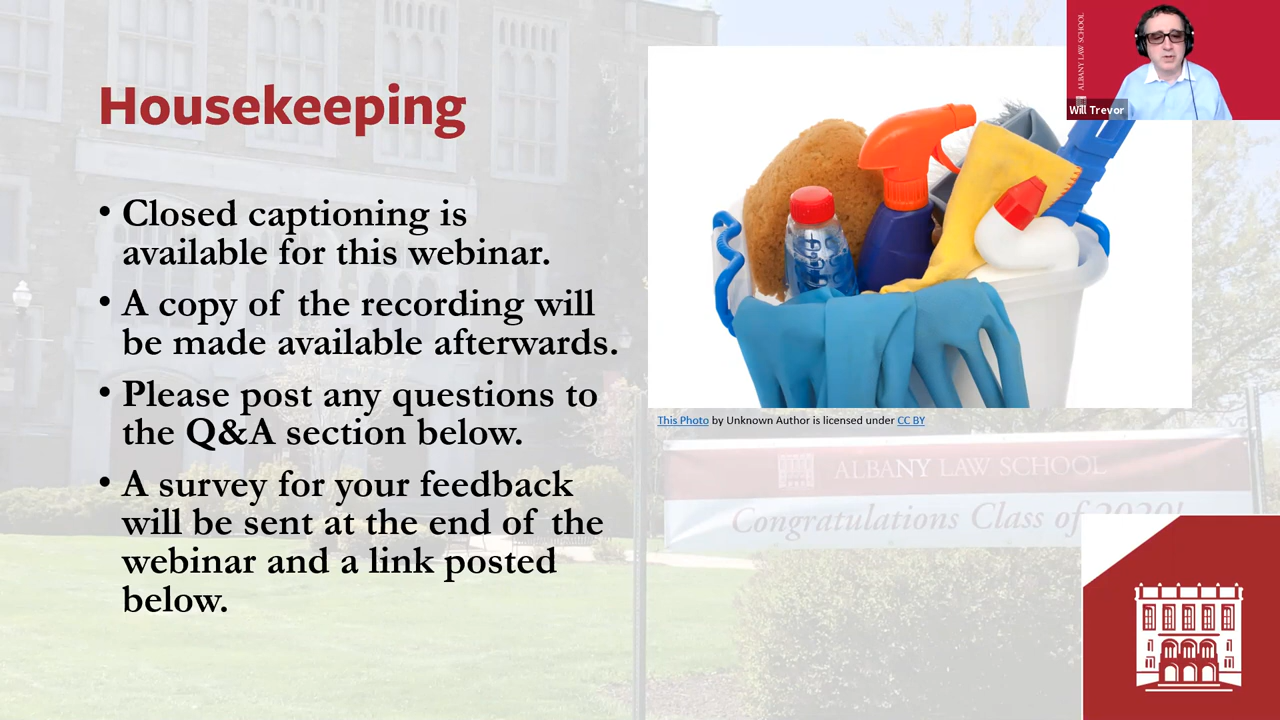 Housekeeping
• Closed captioning is
available for this webinar.
• A copy of the recording will
be made available afterwards.
• Please post any questions to
the Q&A section below.
• A survey for your feedback
will be sent at the end of the
webinar and a link posted
below.
ALBANY LAW SCHOOL
Will Trevor
This Photo by Unknown Author is licensed under CC BY
ALBANY LAW SCHOOL
Congratulations Class of 2020!